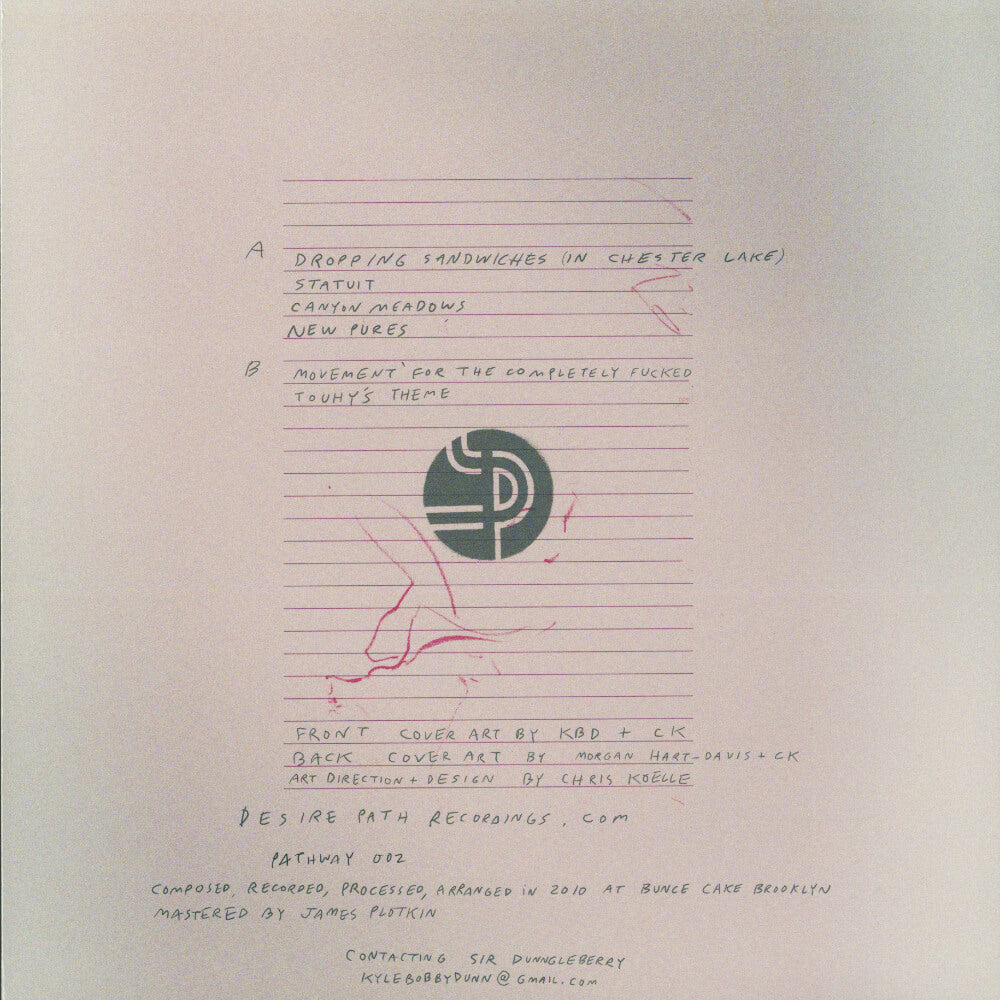 A DROPPING SANDWICHES (IN CHESTER LAKE)
STATUIT
CANYON MEADOWS
NEW PURES
B MOVEMENT FOR THE COMPLETELY FUCKED
TOUHY'S THEME
FRONT COVER ART BY KBD + CK
BACK COVER ART BY MORGAN HART-DAVIS + CK
ART DIRECTION + DESIGN BY CHRIS KOËLLE
DESIRE PATH RECORDINGS.COM
PATHWAY 002
COMPOSED, RECORDED, PROCESSED, ARRANGED IN 2010 AT BUNCE CAKE BROOKLYN
MASTERED BY JAMES PLOTKIN
CONTACTING SIR DUNNGLEBERRY
KYLEBOBBYDUNN@GMAIL.COM